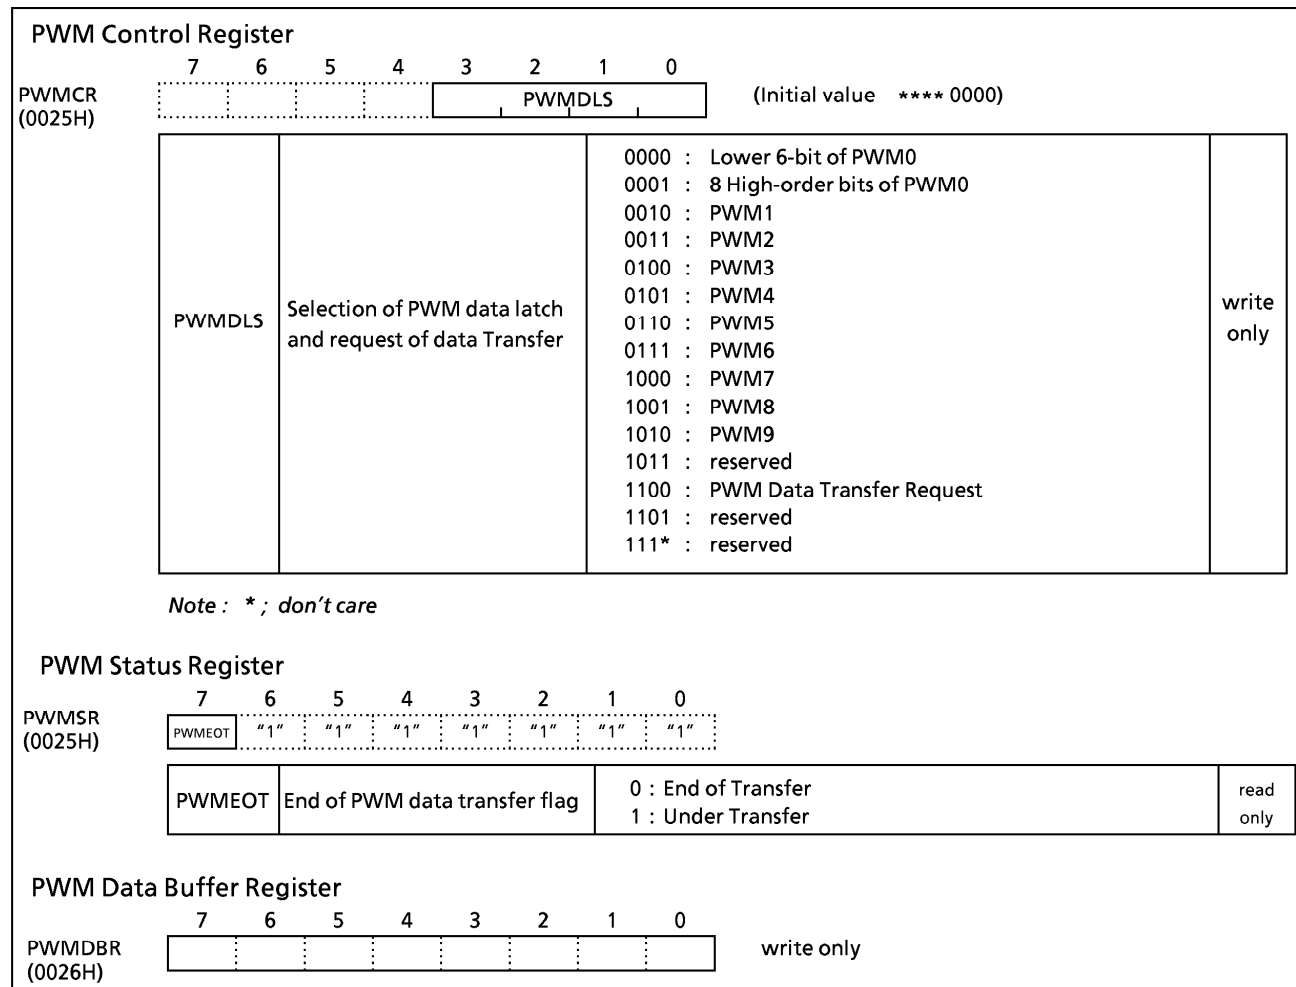 PWM Control Register
7 6 5 4 3 2 1 0
PWMCR
(0025H)
PWMDLS
(Initial value **** 0000)
PWMDLS
Selection of PWM data latch
and request of data Transfer
0000 : Lower 6-bit of PWM0
0001 : 8 High-order bits of PWM0
0010 : PWM1
0011 : PWM2
0100 : PWM3
0101 : PWM4
0110 : PWM5
0111 : PWM6
1000 : PWM7
1001 : PWM8
1010 : PWM9
1011 : reserved
1100 : PWM Data Transfer Request
1101 : reserved
111* : reserved
write
only
Note : * ; don't care
PWM Status Register
7 6 5 4 3 2 1 0
PWMSR
(0025H)
PWMEOT "1" "1" "1" "1" "1" "1" "1"
PWMEOT
End of PWM data transfer flag
0 : End of Transfer
1 : Under Transfer
read
only
PWM Data Buffer Register
7 6 5 4 3 2 1 0
PWMDBR
(0026H)
write only